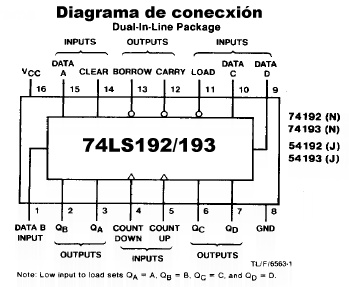 Diagrama de conecxión
Dual-In-Line Package
INPUTS OUTPUTS INPUTS
VCC DATA A CLEAR BORROW CARRY LOAD DATA C DATA D
16 15 14 13 12 11 10 9
74LS192/193
74192 (N)
74193 (N)
54192 (J)
54193 (J)
1 2 3 4 5 6 7 8
DATA B INPUT QB QA COUNT DOWN COUNT UP QC QD GND
OUTPUTS INPUTS OUTPUTS
TL/F/6563-1
Note: Low input to load sets QA = A, QB = B, QC = C, and QD = D.